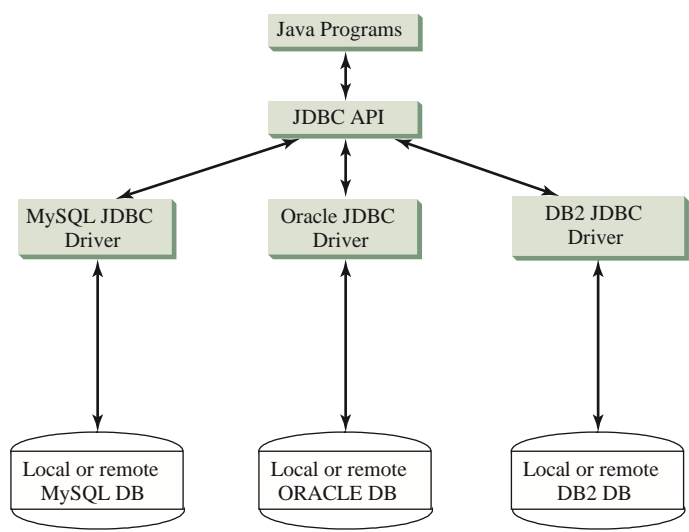 Java Programs
JDBC API
MySQL JDBC
Driver
Oracle JDBC
Driver
DB2 JDBC
Driver
Local or remote
MySQL DB
Local or remote
ORACLE DB
Local or remote
DB2 DB